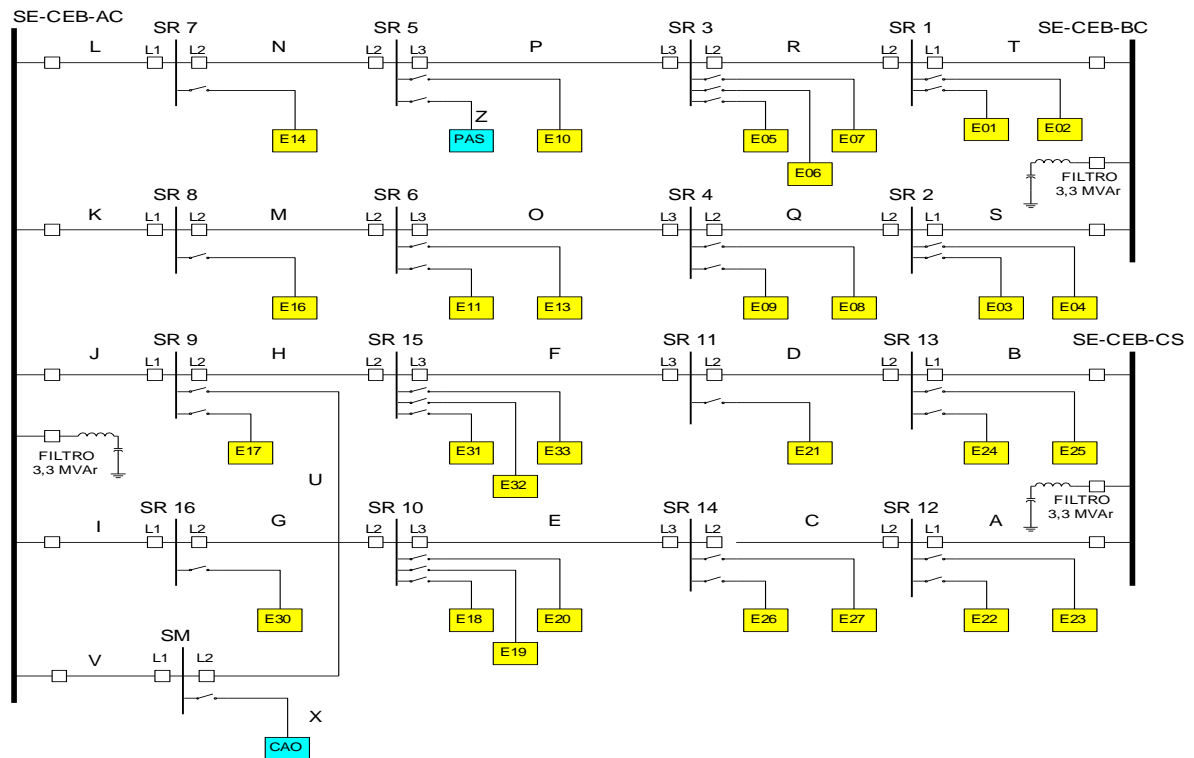 SE-CEB-AC
SR 7
SR 5
SR 3
SR 1
SE-CEB-BC
L
N
P
R
T
L1
L2
L2
L3
L3
L2
L2
L1
Z
E14
PAS
E10
E05
E06
E07
E01
E02
FILTRO
3,3 MVAr
SR 8
SR 6
SR 4
SR 2
K
M
O
Q
S
L1
L2
L2
L3
L3
L2
L2
L1
E16
E11
E13
E09
E08
E03
E04
SR 9
SR 15
SR 11
SR 13
SE-CEB-CS
J
H
F
D
B
L1
L2
L2
L3
L3
L2
L2
L1
E17
E31
E32
E33
E21
E24
E25
FILTRO
3,3 MVAr
FILTRO
3,3 MVAr
U
SR 16
SR 10
SR 14
SR 12
I
G
E
C
A
L1
L2
L2
L3
L3
L2
L2
L1
E30
E18
E19
E20
E26
E27
E22
E23
SM
V
L1
L2
X
CAO